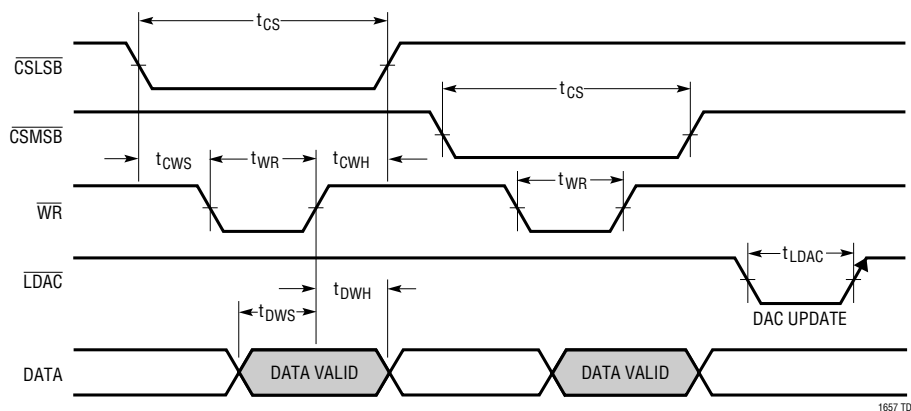 tCS
CSLSB
tCS
CSMSB
tCWS tWR tCWH
tWR
WR
tLDAC
LDAC
tDWH
tDWS
DAC UPDATE
DATA DATA VALID DATA VALID
1657 TD